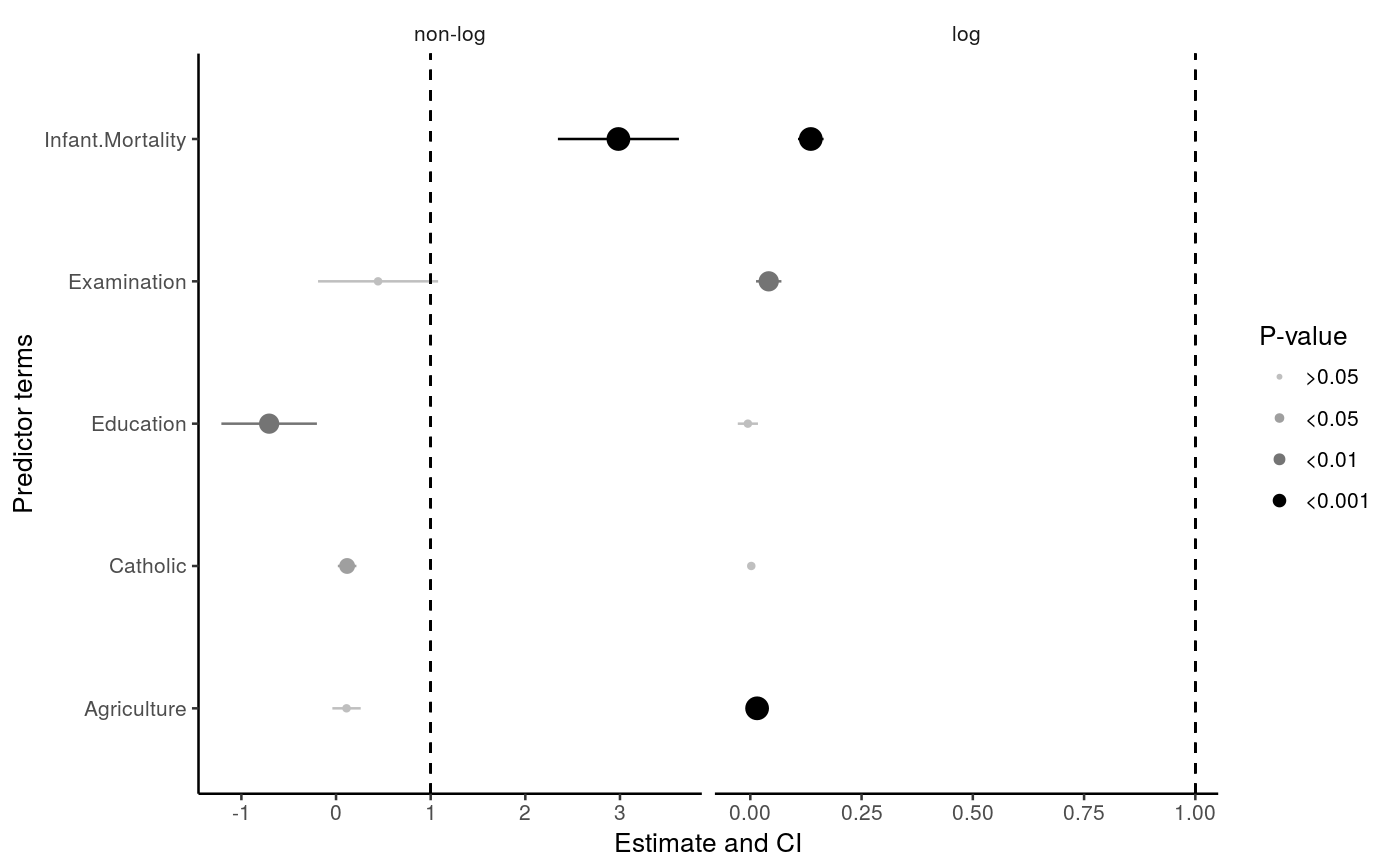 non-log
log
Infant.Mortality
Examination
Education
Catholic
Agriculture
Predictor terms
-1 0 1 2 3
0.00 0.25 0.50 0.75 1.00
Estimate and CI
P-value
>0.05
<0.05
<0.01
<0.001